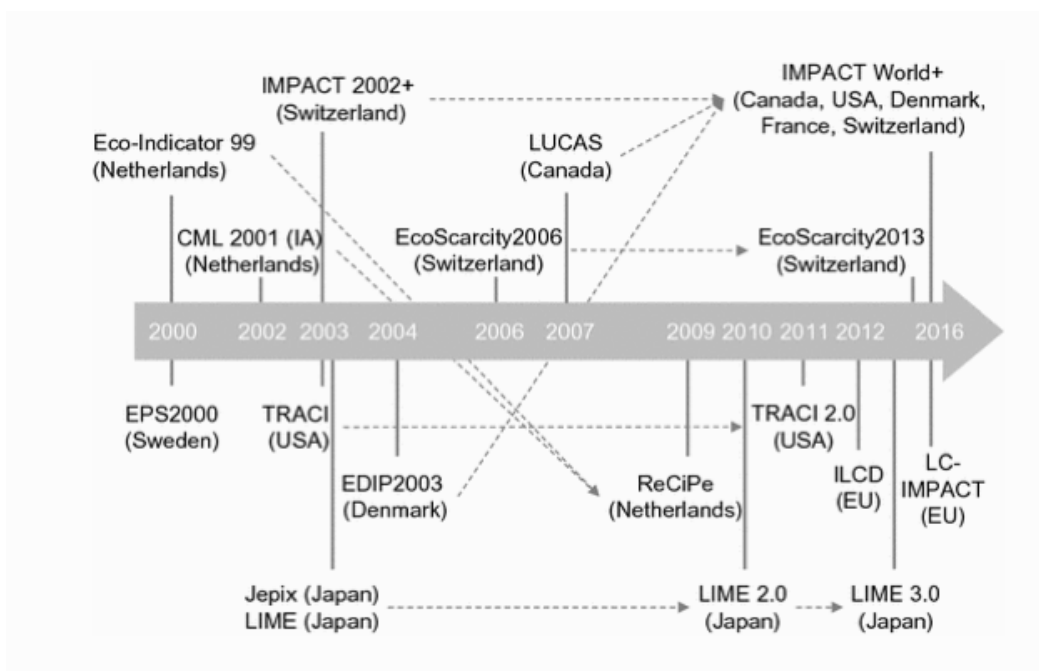 IMPACT 2002+
(Switzerland)
IMPACT World+
(Canada, USA, Denmark,
France, Switzerland)
Eco-Indicator 99
(Netherlands)
LUCAS
(Canada)
CML 2001 (IA)
(Netherlands)
EcoScarcity2006
(Switzerland)
EcoScarcity2013
(Switzerland)
2000 2002 2003 2004 2006 2007 2009 2010 2011 2012 2016
EPS2000
(Sweden)
TRACI
(USA)
TRACI 2.0
(USA)
EDIP2003
(Denmark)
ReCiPe
(Netherlands)
ILCD
(EU)
LC-
IMPACT
(EU)
Jepix (Japan)
LIME (Japan)
LIME 2.0
(Japan)
LIME 3.0
(Japan)